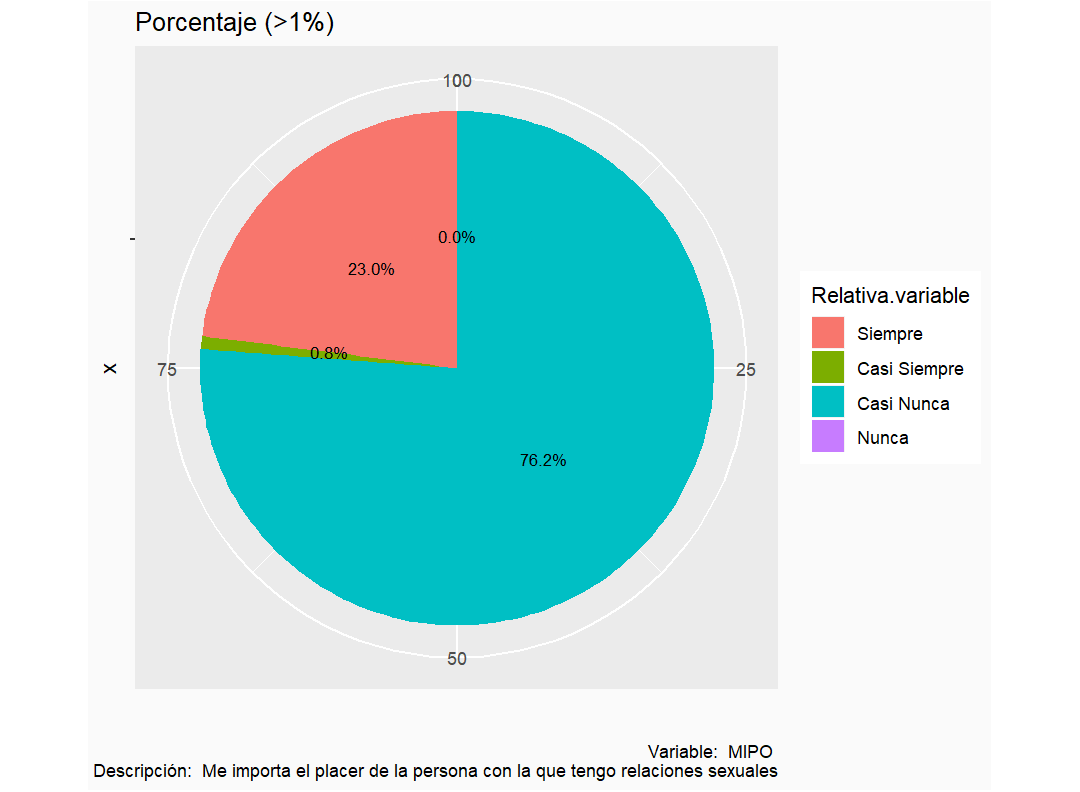 Porcentaje (>1%)
100
0.0%
23.0%
0.8%
x
75
25
76.2%
50
Relativa.variable
Siempre
Casi Siempre
Casi Nunca
Nunca
Variable:  MIPO
Descripción:  Me importa el placer de la persona con la que tengo relaciones sexuales